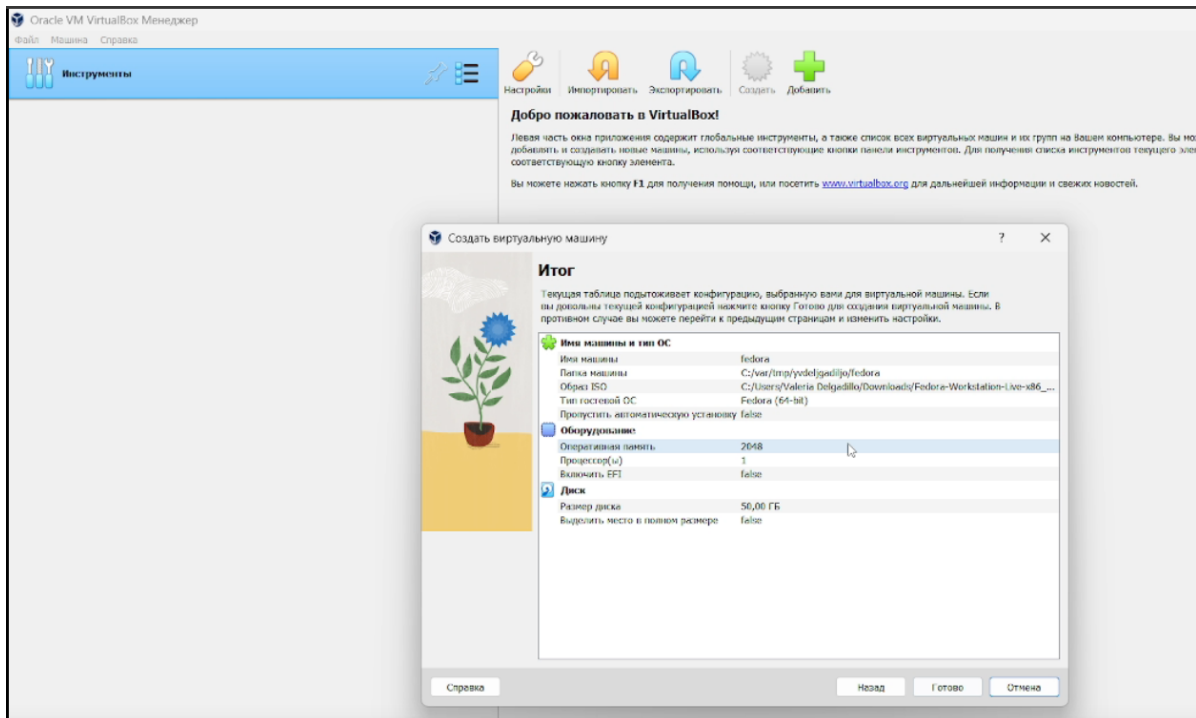 Oracle VM VirtualBox Менеджер
Файл Машина Справка
Инструменты
Настройки Импортировать Экспортировать Создать Добавить
Добро пожаловать в VirtualBox!
Левая часть окна приложения содержит глобальные инструменты, а также список всех виртуальных машин и их групп на Вашем компьютере. Вы мо
добавлять и создавать новые машины, используя соответствующие кнопки панели инструментов. Для получения списка инструментов текущего эле
соответствующую кнопку элемента.
Вы можете нажать кнопку F1 для получения помощи, или посетить www.virtualbox.org для дальнейшей информации и свежих новостей.
Создать виртуальную машину ?
Итог
Текущая таблица подытоживает конфигурацию, выбранную вами для виртуальной машины. Если
вы довольны текущей конфигурацией нажмите кнопку Готово для создания виртуальной машины. В
противном случае вы можете перейти к предыдущим страницам и изменить настройки.
Имя машины и тип ОС
Имя машины fedora
Папка машины C:/var/tmp/yvdeljgadiljo/fedora
Образ ISO C:/Users/Valeria Delgadillo/Downloads/Fedora-Workstation-Live-x86_...
Тип гостевой ОС Fedora (64-bit)
Пропустить автоматическую установку false
Оборудование
Оперативная память 2048
Процессор(ы) 1
Включить EFI false
Диск
Размер диска 50,00 ГБ
Выделить место в полном размере false
Справка Назад Готово Отмена